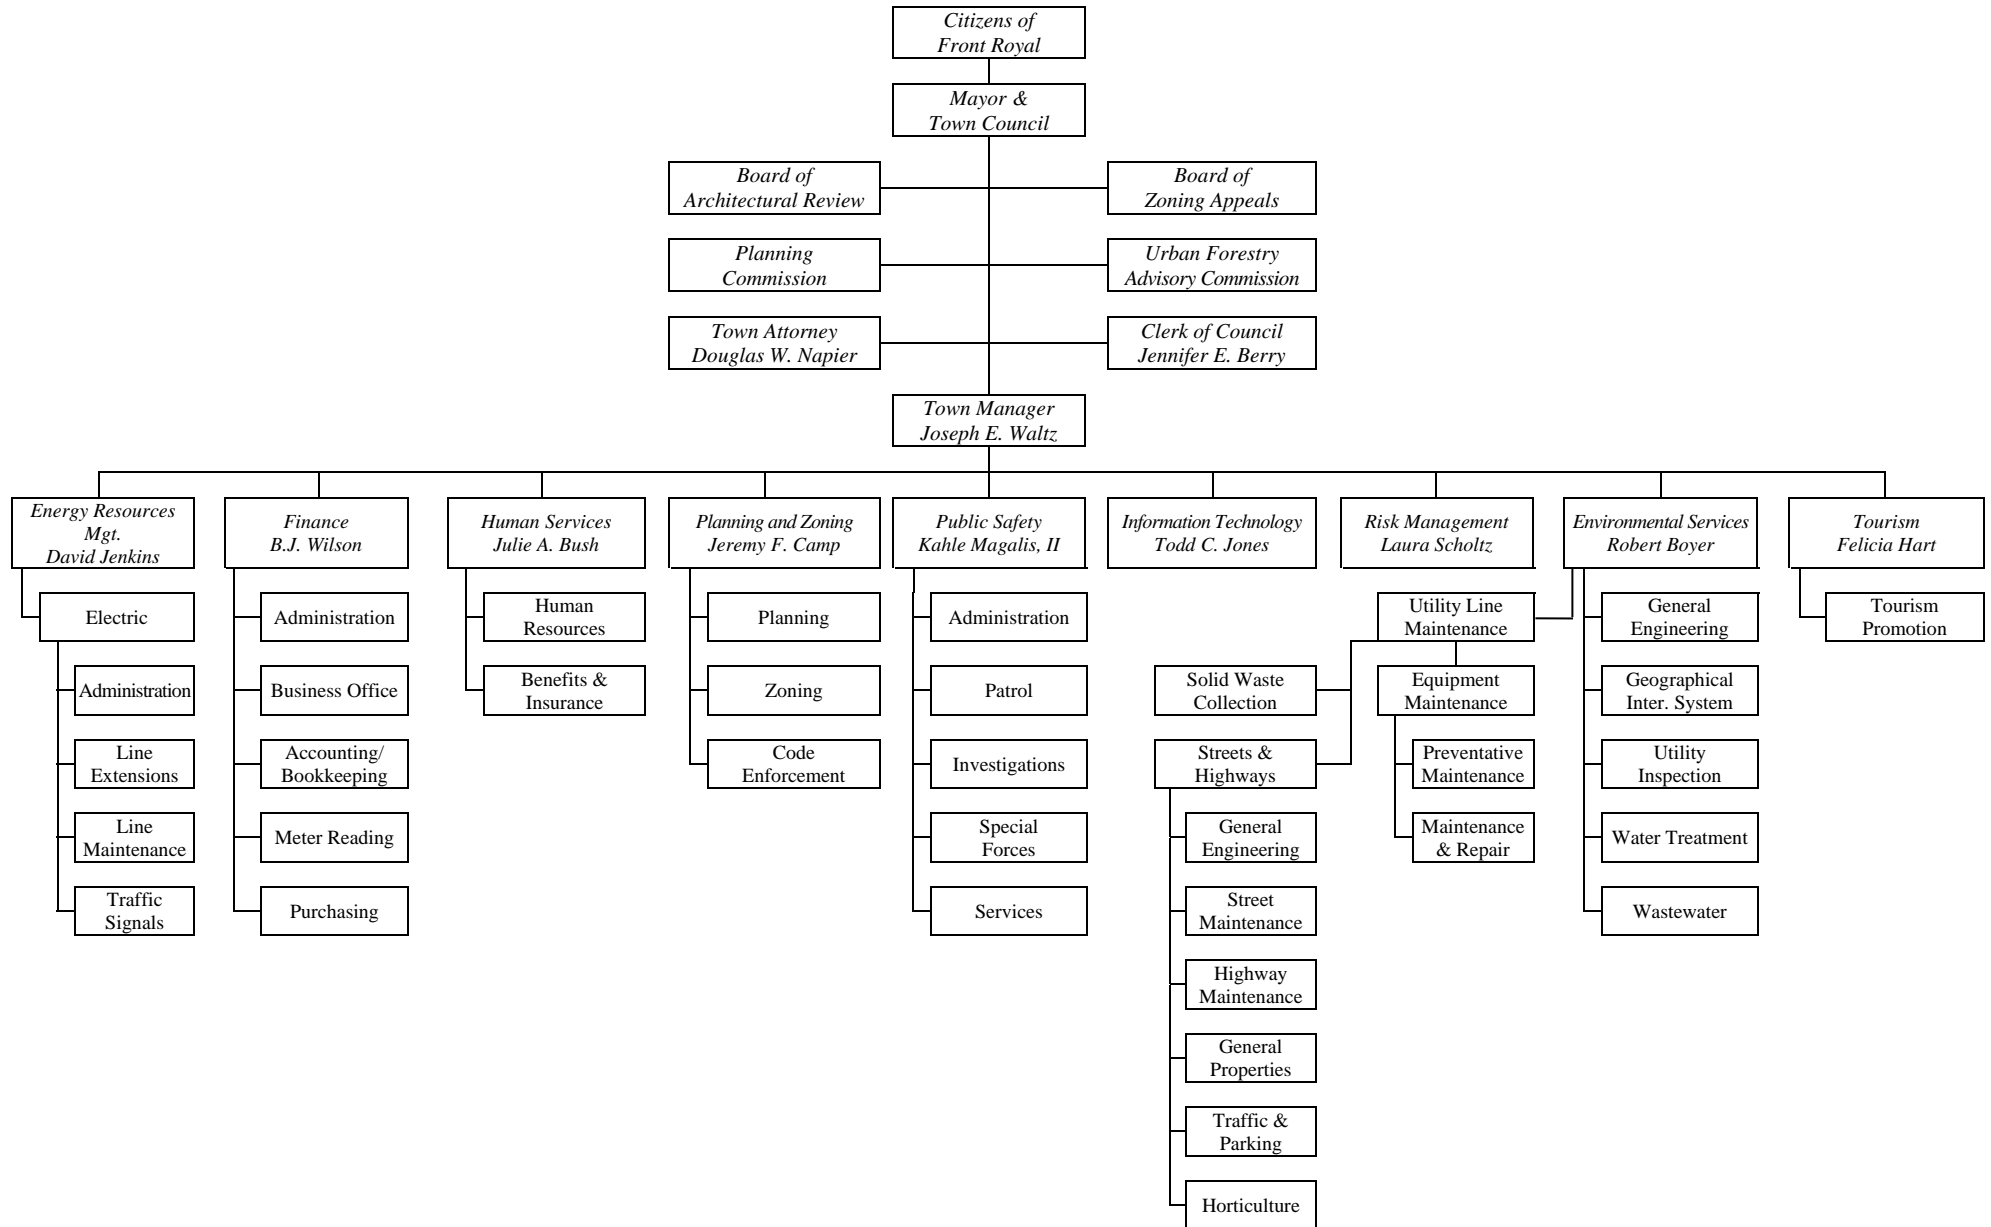 Citizens of
Front Royal
Mayor &
Town Council
Board of
Architectural Review
Board of
Zoning Appeals
Planning
Commission
Urban Forestry
Advisory Commission
Town Attorney
Douglas W. Napier
Clerk of Council
Jennifer E. Berry
Town Manager
Joseph E. Waltz
Energy Resources
Mgt.
David Jenkins
Finance
B.J. Wilson
Human Services
Julie A. Bush
Planning and Zoning
Jeremy F. Camp
Public Safety
Kahle Magalis, II
Information Technology
Todd C. Jones
Risk Management
Laura Scholtz
Environmental Services
Robert Boyer
Tourism
Felicia Hart
Electric
Administration
Line
Extensions
Line
Maintenance
Traffic
Signals
Administration
Business Office
Accounting/
Bookkeeping
Meter Reading
Purchasing
Human
Resources
Benefits &
Insurance
Planning
Zoning
Code
Enforcement
Administration
Patrol
Investigations
Special
Forces
Services
Utility Line
Maintenance
Solid Waste
Collection
Streets &
Highways
General
Engineering
Street
Maintenance
Highway
Maintenance
General
Properties
Traffic &
Parking
Horticulture
Equipment
Maintenance
Preventative
Maintenance
Maintenance
& Repair
General
Engineering
Geographical
Inter. System
Utility
Inspection
Water Treatment
Wastewater
Tourism
Promotion